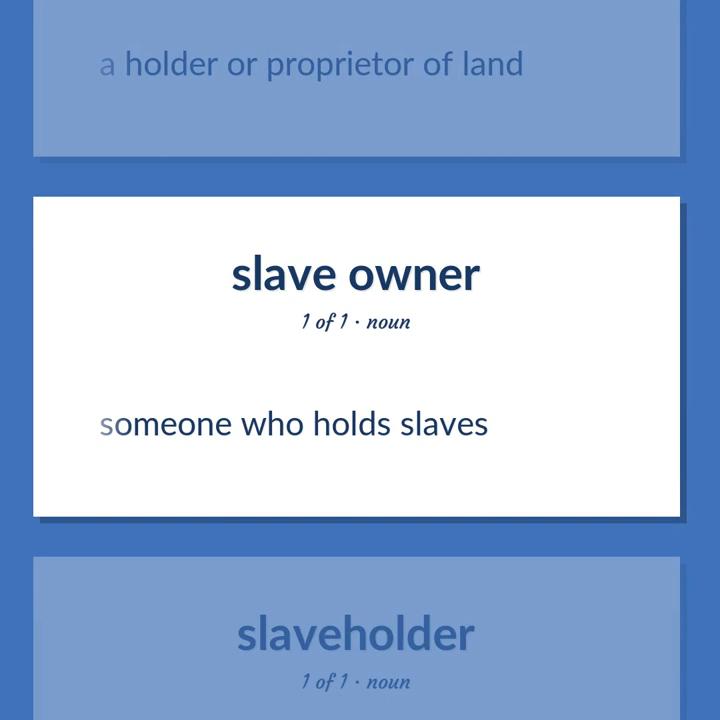 a holder or proprietor of land
slave owner
1 of 1 · noun
someone who holds slaves
slaveholder
1 of 1 · noun